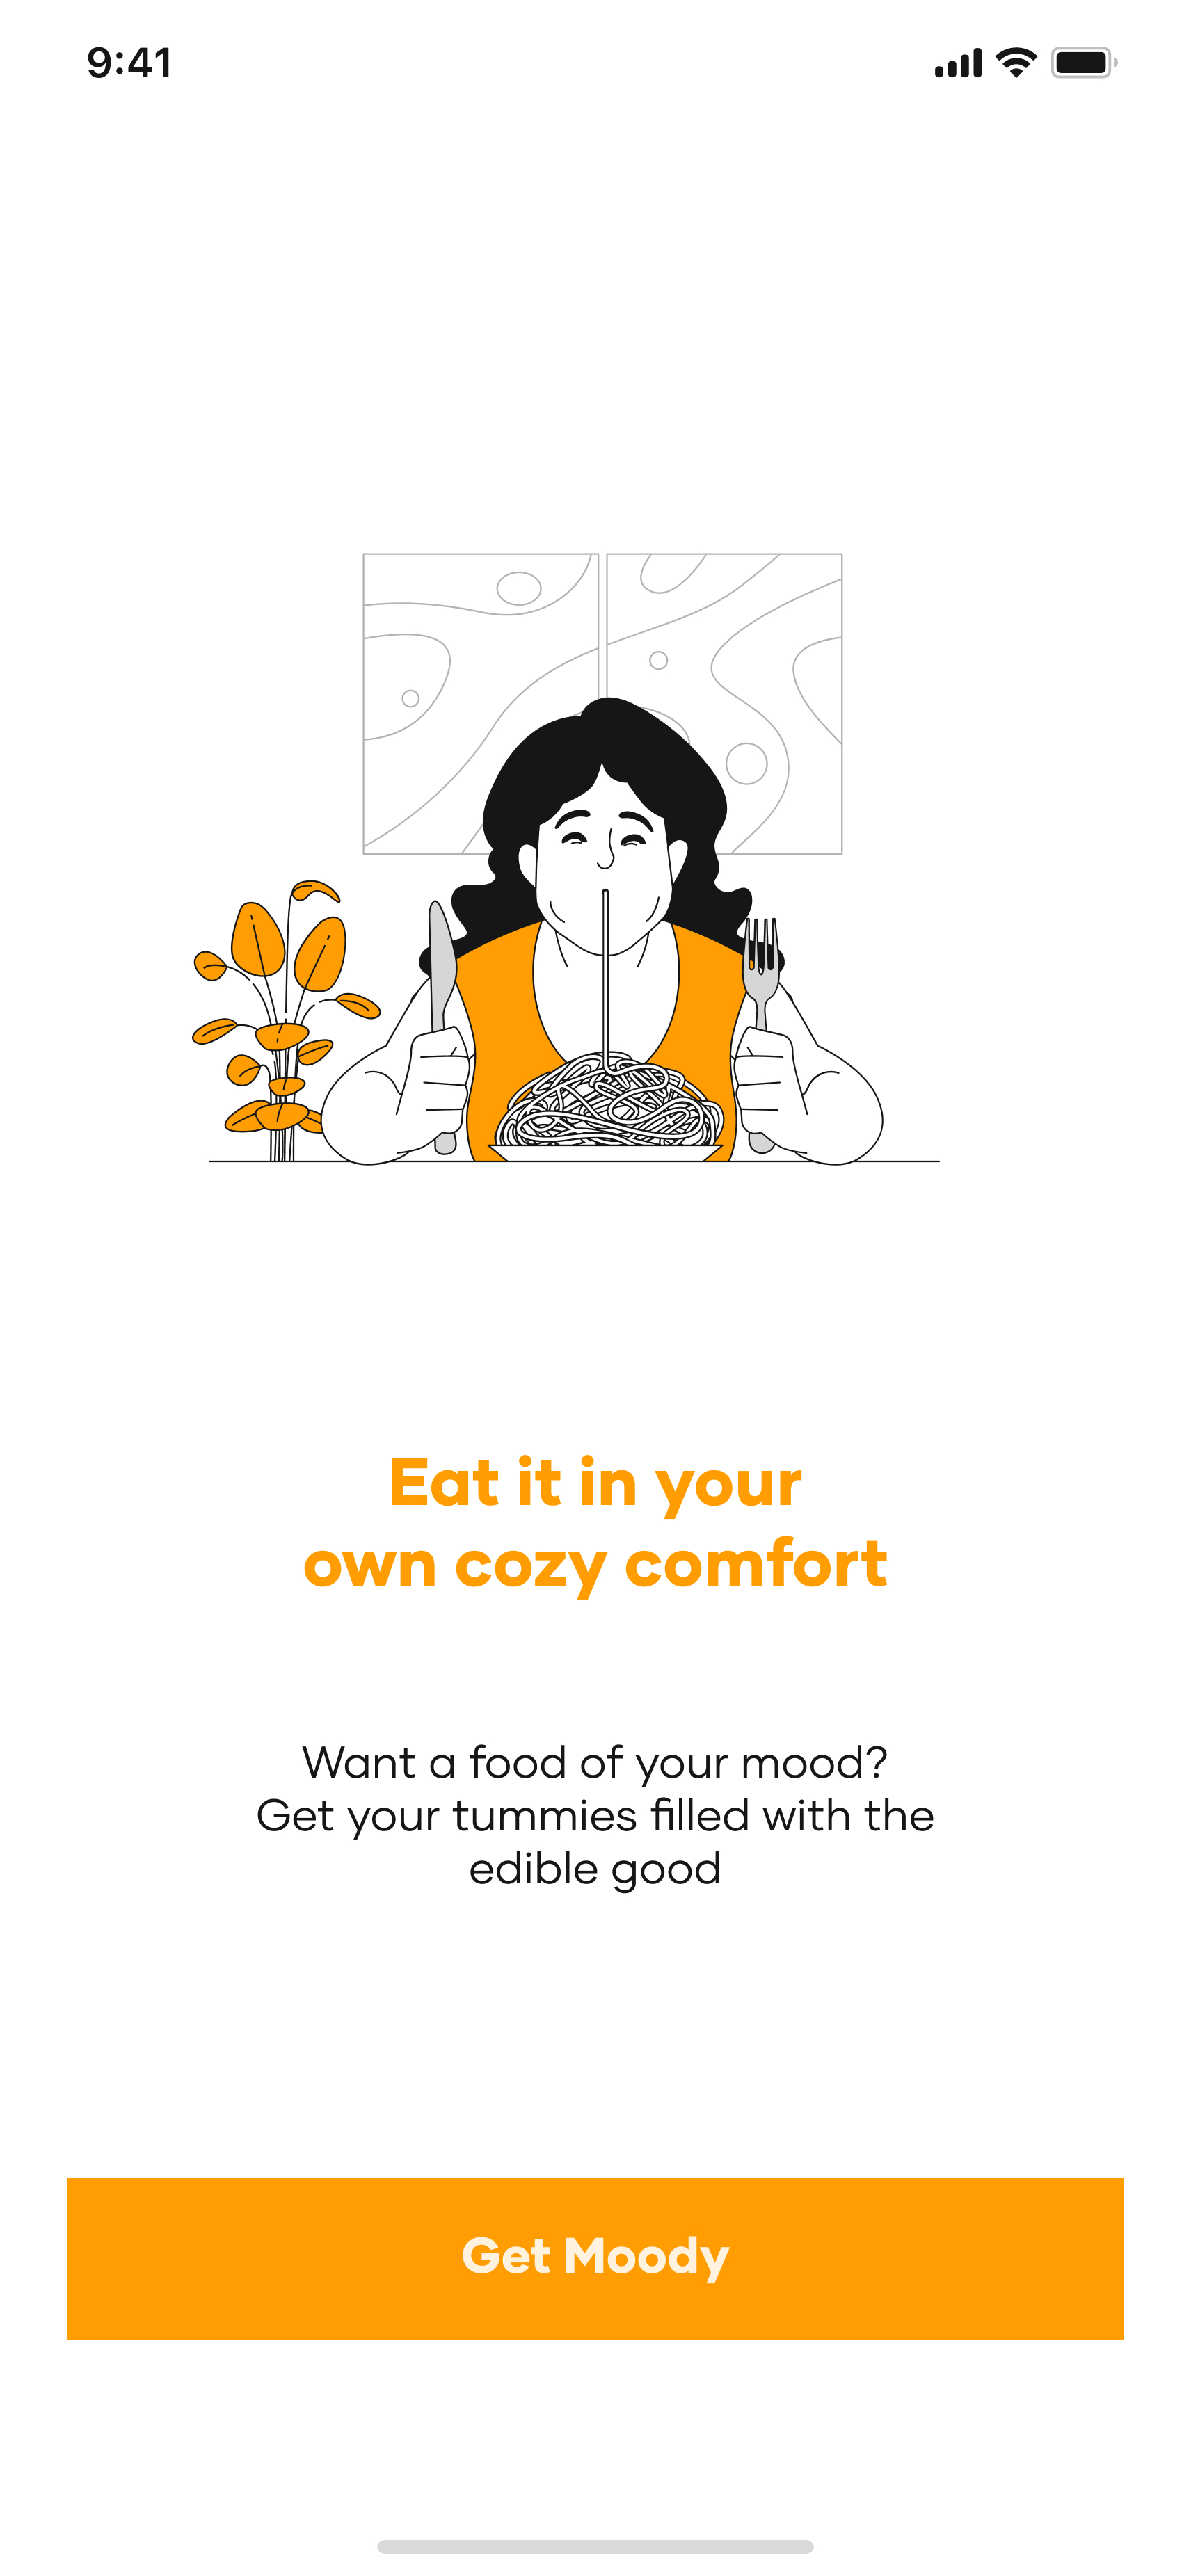 9:41
Eat it in your
own cozy comfort
Want a food of your mood?
Get your tummies filled with the
edible good
Get Moody